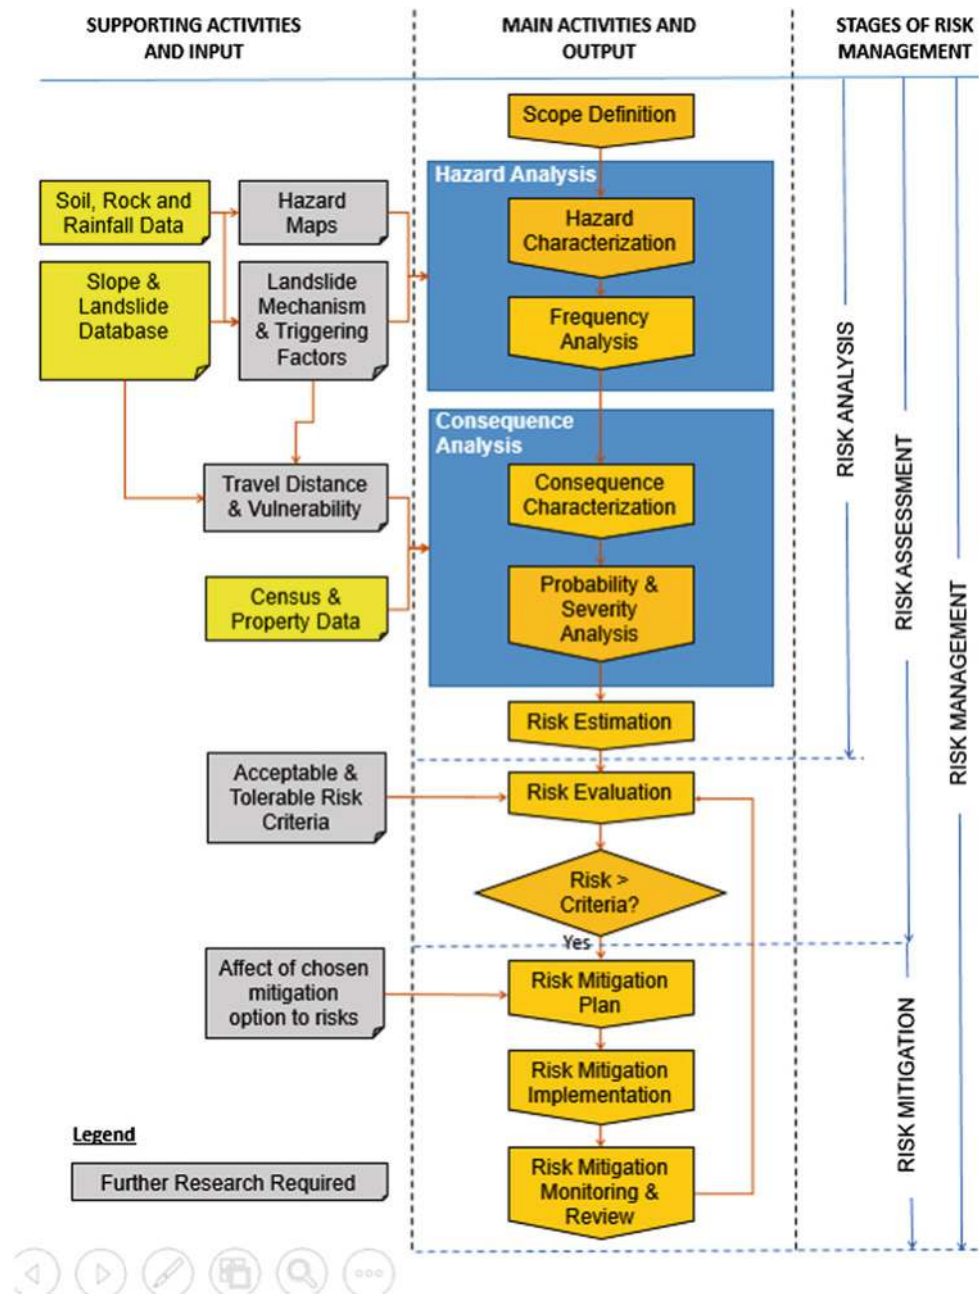 SUPPORTING ACTIVITIES
AND INPUT
MAIN ACTIVITIES AND
OUTPUT
STAGES OF RISK
MANAGEMENT
Scope Definition
Hazard Analysis
Soil, Rock and
Rainfall Data
Hazard
Maps
Hazard
Characterization
Slope &
Landslide
Database
Landslide
Mechanism
& Triggering
Factors
Frequency
Analysis
Consequence
Analysis
Travel Distance
& Vulnerability
Consequence
Characterization
Census &
Property Data
Probability &
Severity
Analysis
Risk Estimation
Acceptable &
Tolerable Risk
Criteria
Risk Evaluation
Risk >
Criteria?
Yes
Affect of chosen
mitigation
option to risks
Risk Mitigation
Plan
Risk Mitigation
Implementation
Risk Mitigation
Monitoring &
Review
Legend
Further Research Required
RISK ANALYSIS
RISK ASSESSMENT
RISK MANAGEMENT
RISK MITIGATION